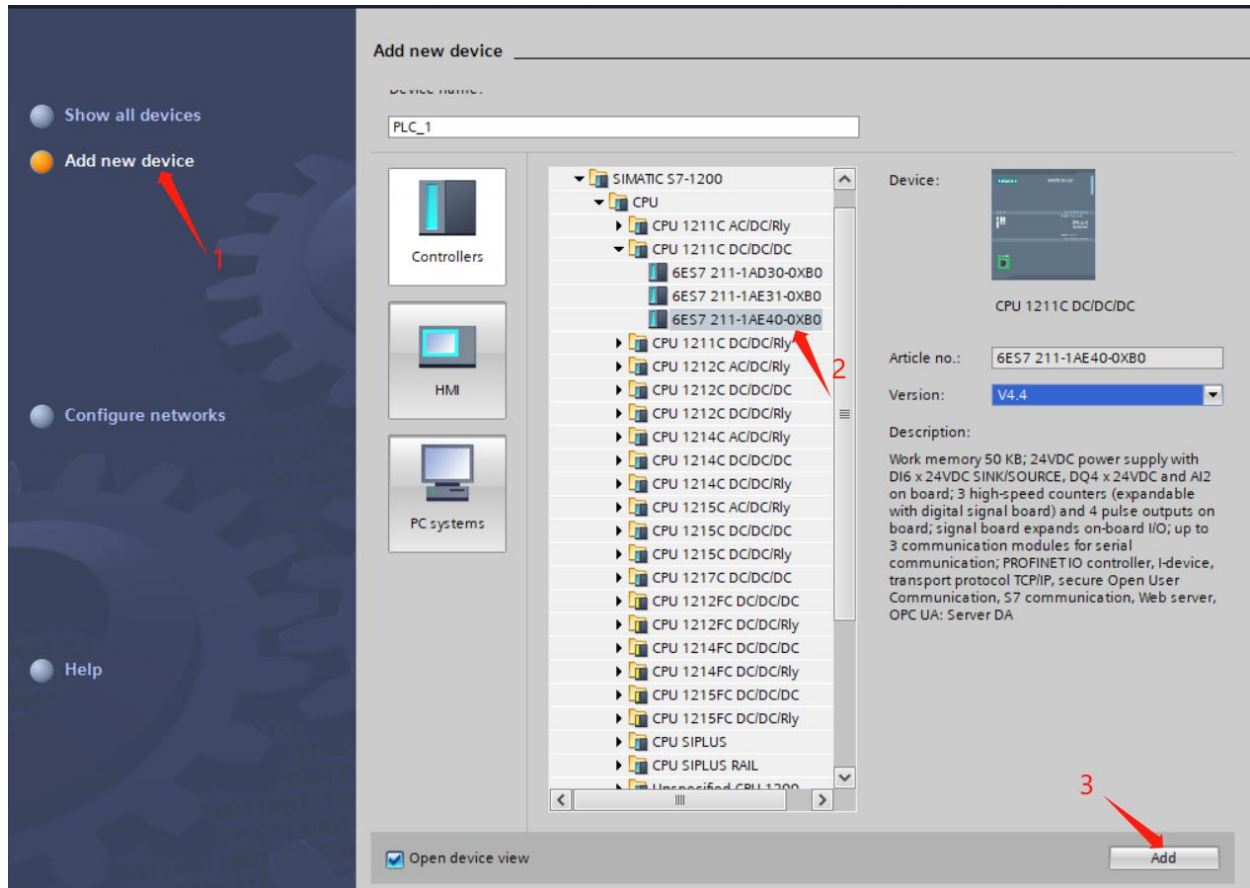 Add new device
Device name:
Show all devices
PLC_1
Add new device
1
SIMATIC S7-1200
CPU
CPU 1211C AC/DC/Rly
CPU 1211C DC/DC/DC
6ES7 211-1AD30-0XB0
6ES7 211-1AE31-0XB0
6ES7 211-1AE40-0XB0
CPU 1211C DC/DC/Rly
CPU 1212C AC/DC/Rly
CPU 1212C DC/DC/DC
CPU 1212C DC/DC/Rly
CPU 1214C AC/DC/Rly
CPU 1214C DC/DC/DC
CPU 1214C DC/DC/Rly
CPU 1215C AC/DC/Rly
CPU 1215C DC/DC/DC
CPU 1215C DC/DC/Rly
CPU 1217C DC/DC/DC
CPU 1212FC DC/DC/DC
CPU 1212FC DC/DC/Rly
CPU 1214FC DC/DC/DC
CPU 1214FC DC/DC/Rly
CPU 1215FC DC/DC/DC
CPU 1215FC DC/DC/Rly
CPU SIPLUS
CPU SIPLUS RAIL
Unspecified CPU 1200
2
Controllers
HMI
PC systems
Configure networks
Help
Device:
CPU 1211C DC/DC/DC
Article no.:
6ES7 211-1AE40-0XB0
Version:
V4.4
Description:
Work memory 50 KB; 24VDC power supply with
DI6 x 24VDC SINK/SOURCE, DQ4 x 24VDC and AI2
on board; 3 high-speed counters (expandable
with digital signal board) and 4 pulse outputs on
board; signal board expands on-board I/O; up to
3 communication modules for serial
communication; PROFINET IO controller, I-device,
transport protocol TCP/IP, secure Open User
Communication, S7 communication, Web server,
OPC UA: Server DA
3
Open device view
Add